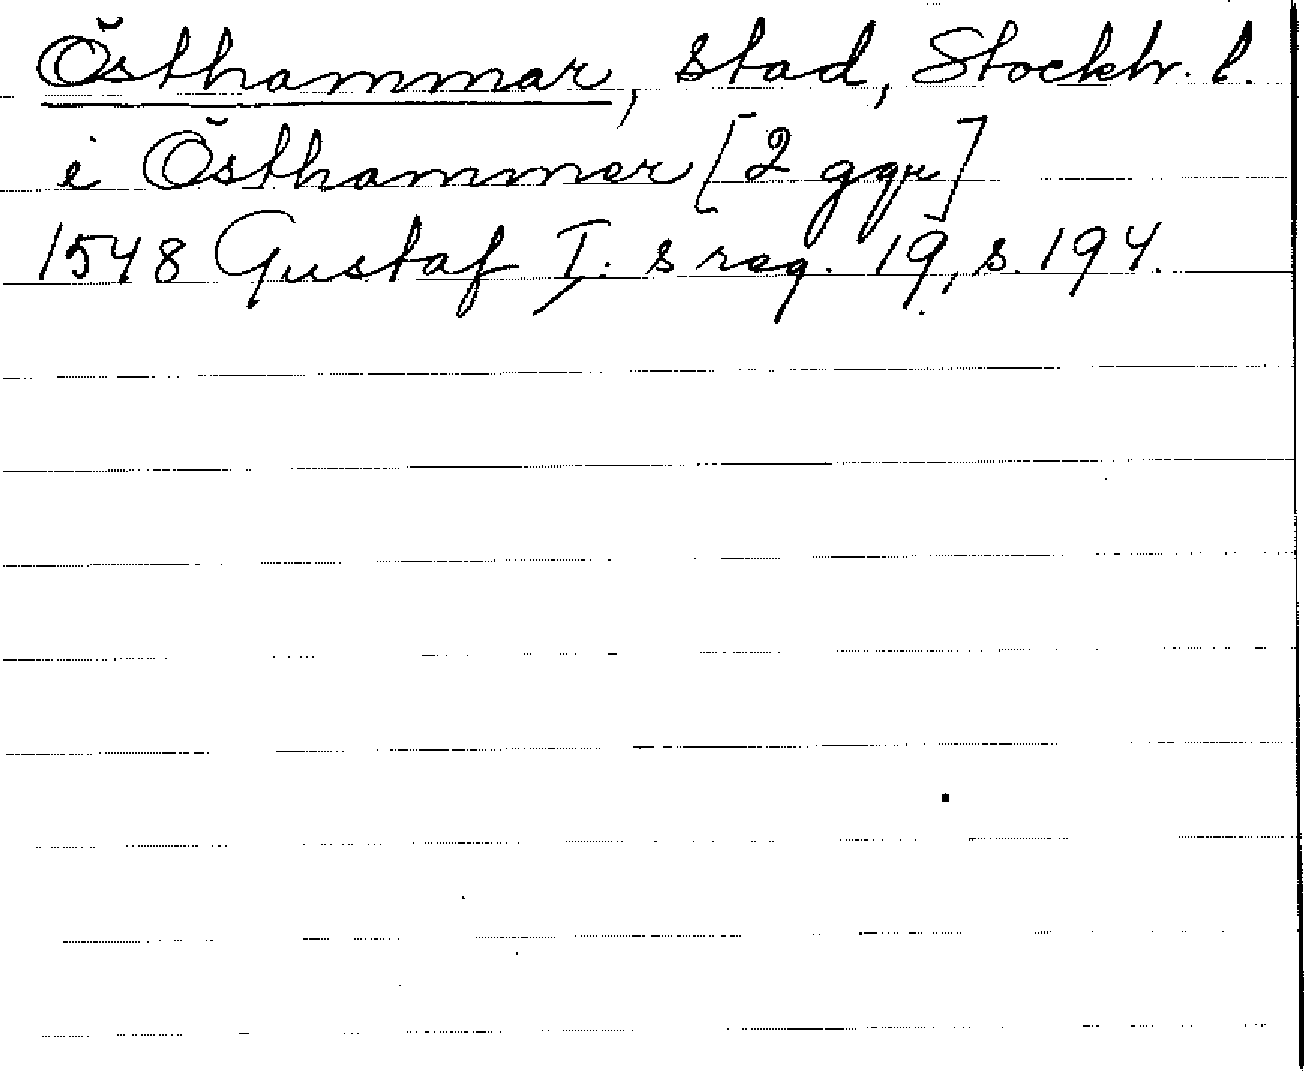 Östhammar, stad, Stockh. l.
i Östhammer [2 ggr]
1548 Gustaf I: s reg. 19, s. 194.